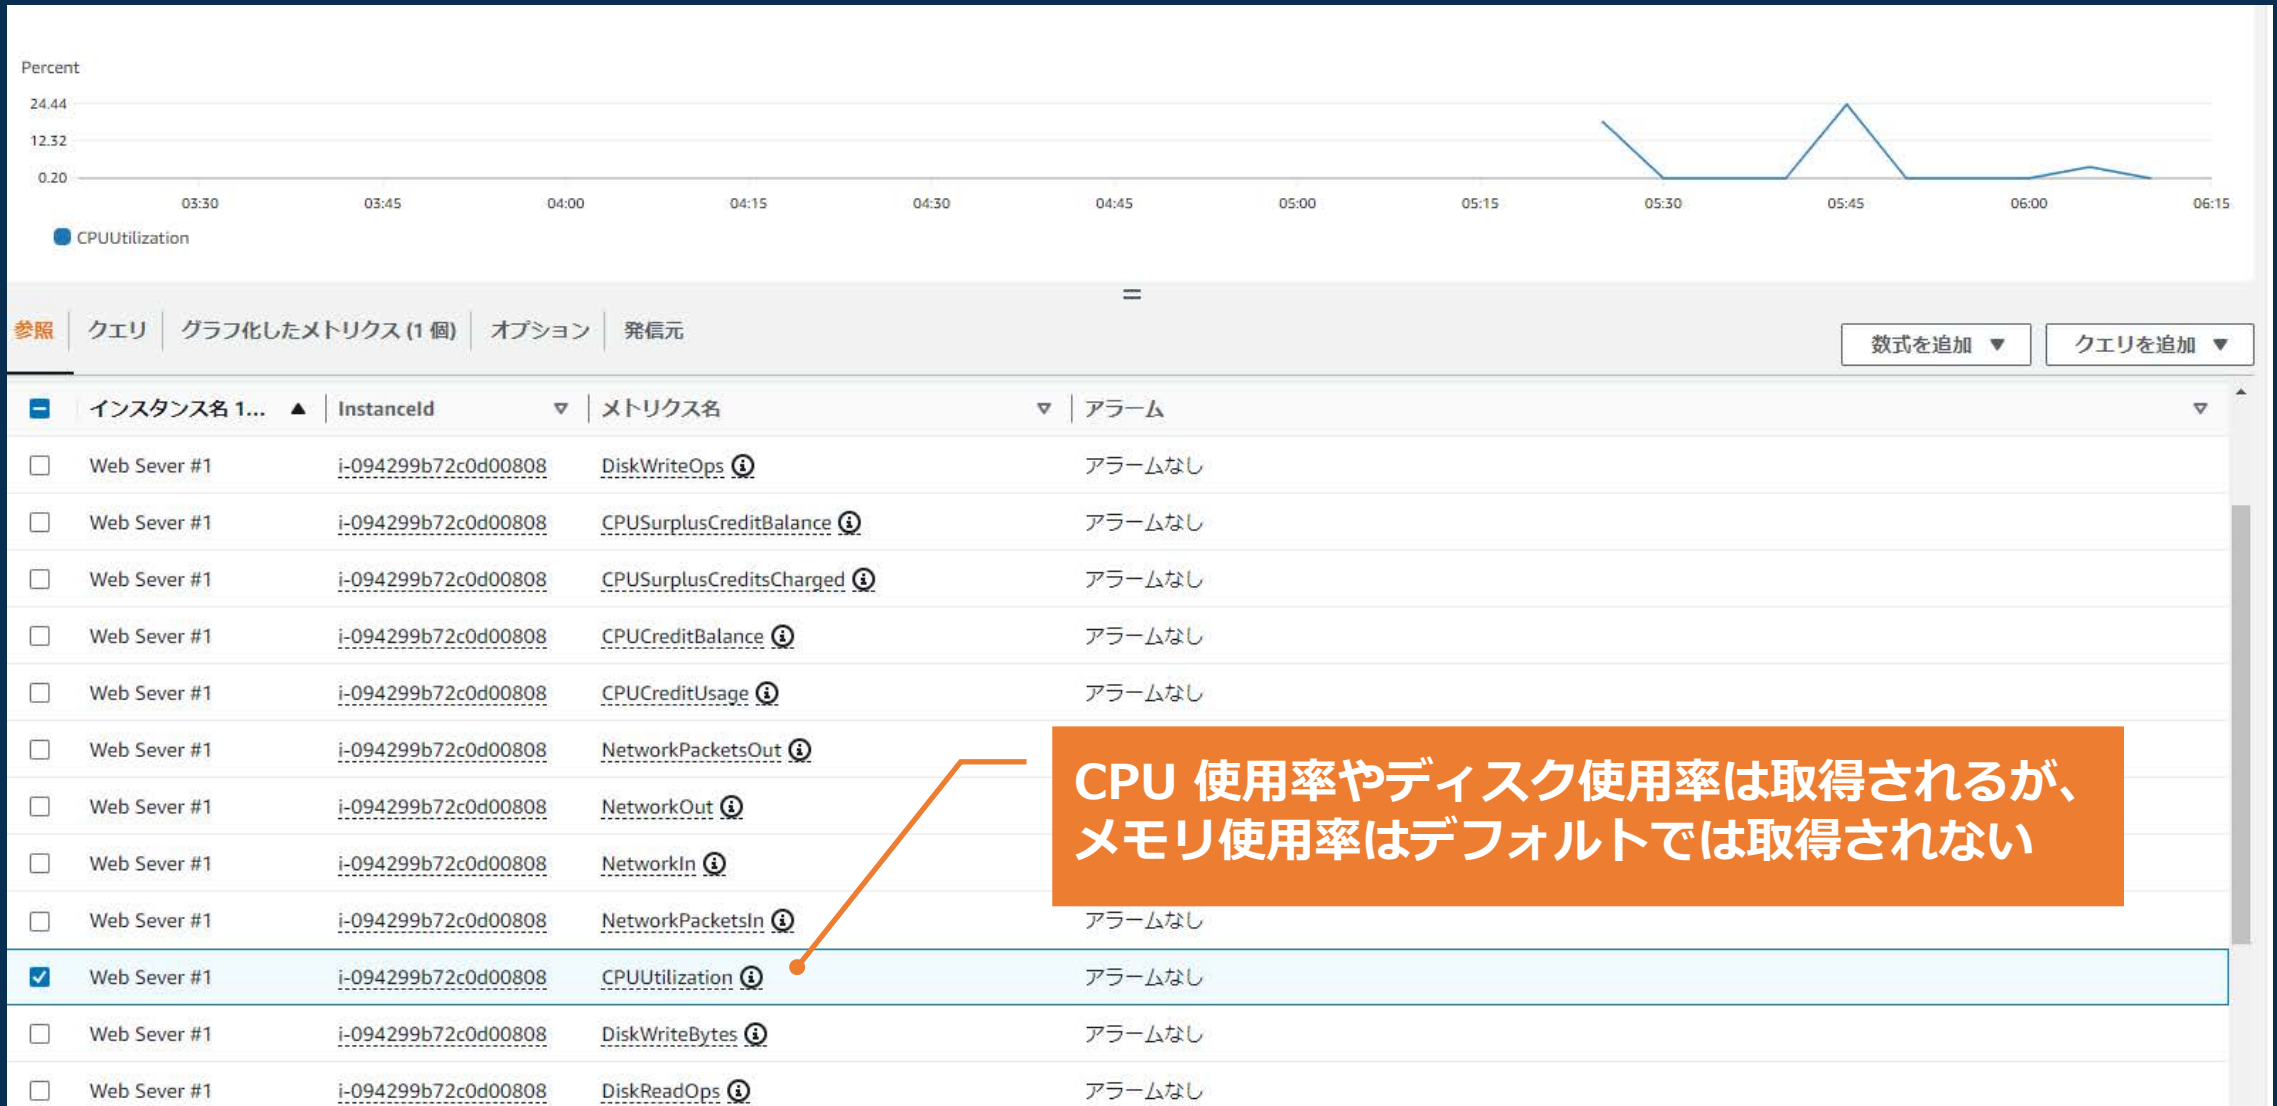 Percent
24.44
12.32
0.20
03:30 03:45 04:00 04:15 04:30 04:45 05:00 05:15 05:30 05:45 06:00 06:15
CPUUtilization
参照 クエリ グラフ化したメトリクス (1 個) オプション 発信元
数式を追加 ▼ クエリを追加 ▼
インスタンス名 1... ▲ InstanceId ▽ メトリクス名 ▽ アラーム ▽
Web Sever #1 i-094299b72c0d00808 DiskWriteOps アラームなし
Web Sever #1 i-094299b72c0d00808 CPUSurplusCreditBalance アラームなし
Web Sever #1 i-094299b72c0d00808 CPUSurplusCreditsCharged アラームなし
Web Sever #1 i-094299b72c0d00808 CPUCreditBalance アラームなし
Web Sever #1 i-094299b72c0d00808 CPUCreditUsage アラームなし
Web Sever #1 i-094299b72c0d00808 NetworkPacketsOut
Web Sever #1 i-094299b72c0d00808 NetworkOut
Web Sever #1 i-094299b72c0d00808 NetworkIn
CPU 使用率やディスク使用率は取得されるが、
メモリ使用率はデフォルトでは取得されない
Web Sever #1 i-094299b72c0d00808 NetworkPacketsIn アラームなし
Web Sever #1 i-094299b72c0d00808 CPUUtilization アラームなし
Web Sever #1 i-094299b72c0d00808 DiskWriteBytes アラームなし
Web Sever #1 i-094299b72c0d00808 DiskReadOps アラームなし